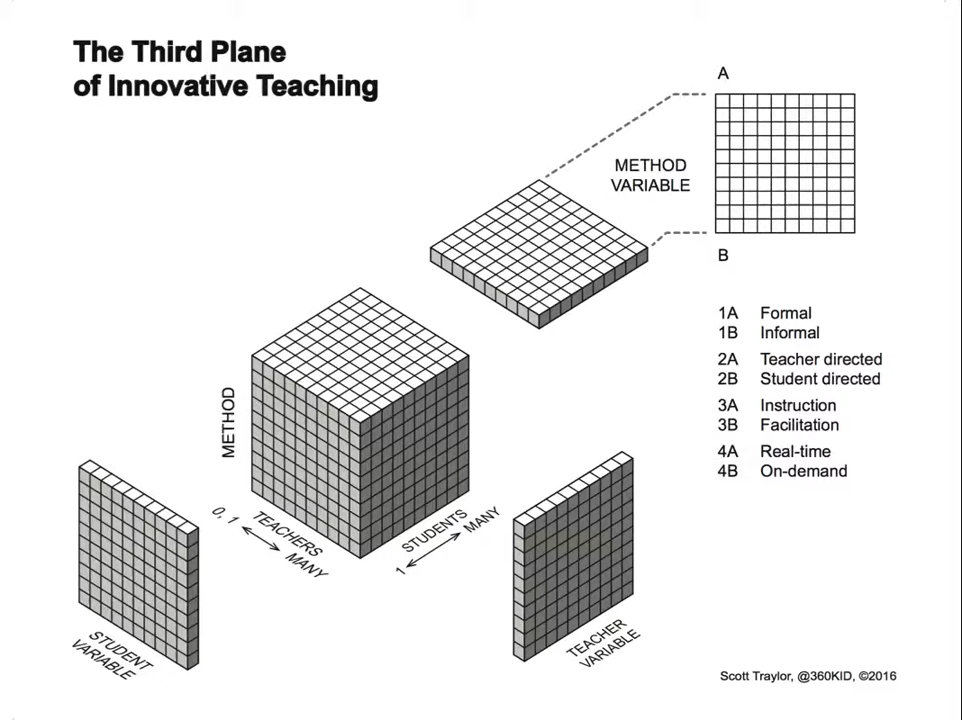 The Third Plane
of Innovative Teaching
A
METHOD
VARIABLE
B
1A Formal
1B Informal
2A Teacher directed
2B Student directed
3A Instruction
3B Facilitation
4A Real-time
4B On-demand
METHOD
0, 1
TEACHERS
MANY
1
STUDENTS
MANY
STUDENT
VARIABLE
TEACHER
VARIABLE
Scott Traylor, @360KID, ©2016